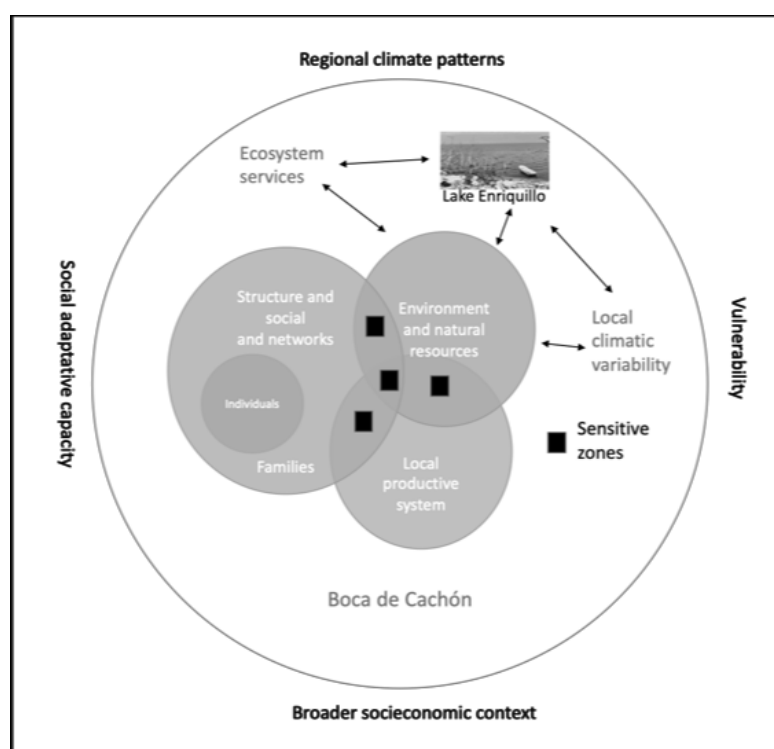 Regional climate patterns
Ecosystem
services
Lake Enriquillo
Social adaptative capacity
Structure and
social
and networks
Environment
and natural
resources
Local
climatic
variability
Vulnerability
Individuals
Families
Local
productive
system
Sensitive
zones
Boca de Cachón
Broader socieconomic context